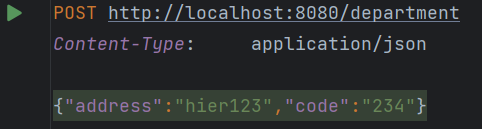 POST http://localhost:8080/department
Content-Type:     application/json
{"address":"hier123","code":"234"}